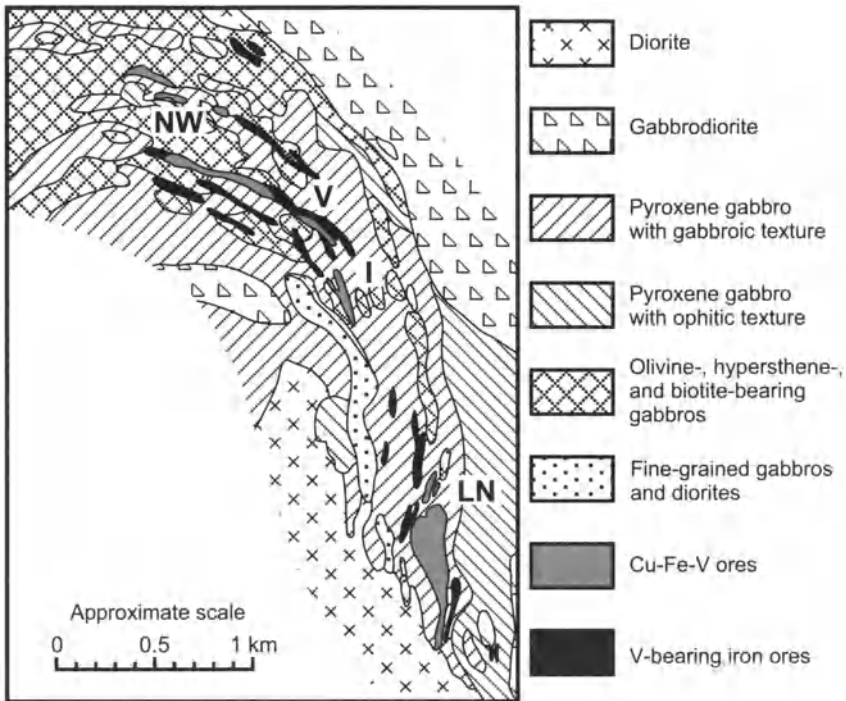 NW
V
I
LN
Approximate scale
0 0.5 1 km
Diorite
Gabbrodiorite
Pyroxene gabbro
with gabbroic texture
Pyroxene gabbro
with ophitic texture
Olivine-, hypersthene-,
and biotite-bearing
gabbros
Fine-grained gabbros
and diorites
Cu-Fe-V ores
V-bearing iron ores